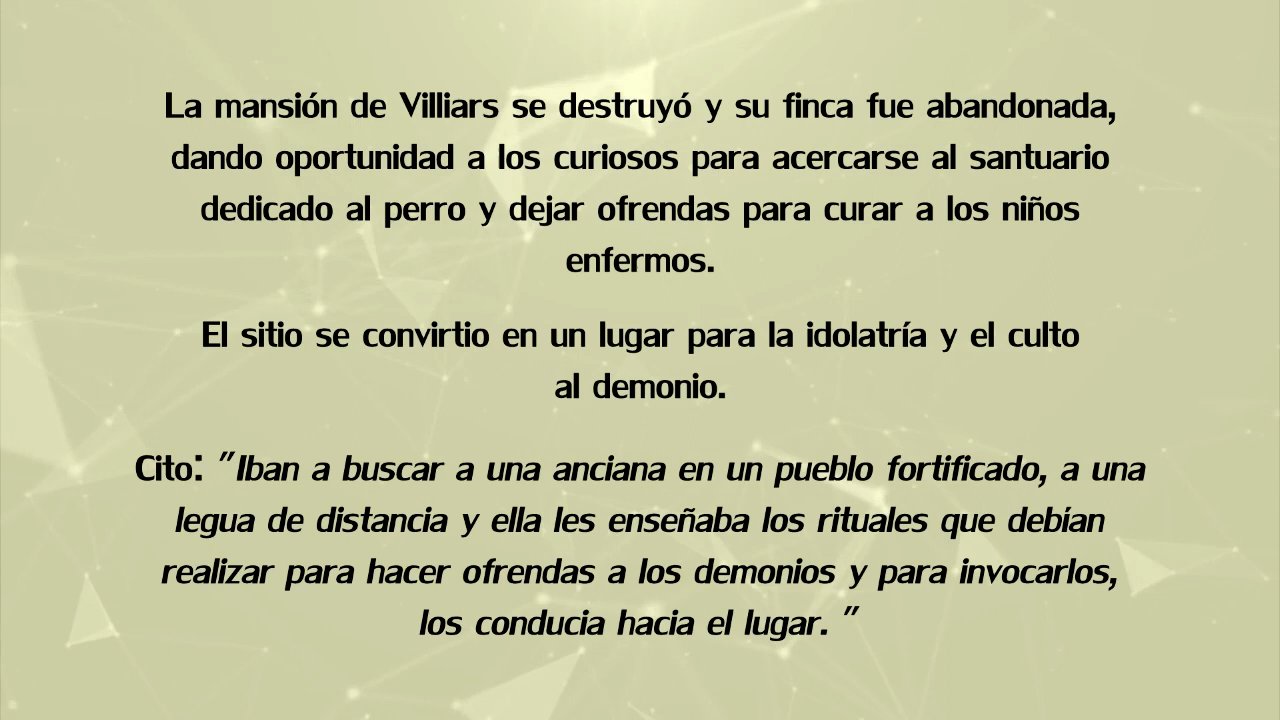 La mansión de Villiars se destruyó y su finca fue abandonada,
dando oportunidad a los curiosos para acercarse al santuario
dedicado al perro y dejar ofrendas para curar a los niños
enfermos.
El sitio se convirtio en un lugar para la idolatría y el culto
al demonio.
Cito: "Iban a buscar a una anciana en un pueblo fortificado, a una
legua de distancia y ella les enseñaba los rituales que debían
realizar para hacer ofrendas a los demonios y para invocarlos,
los conducia hacia el lugar. "